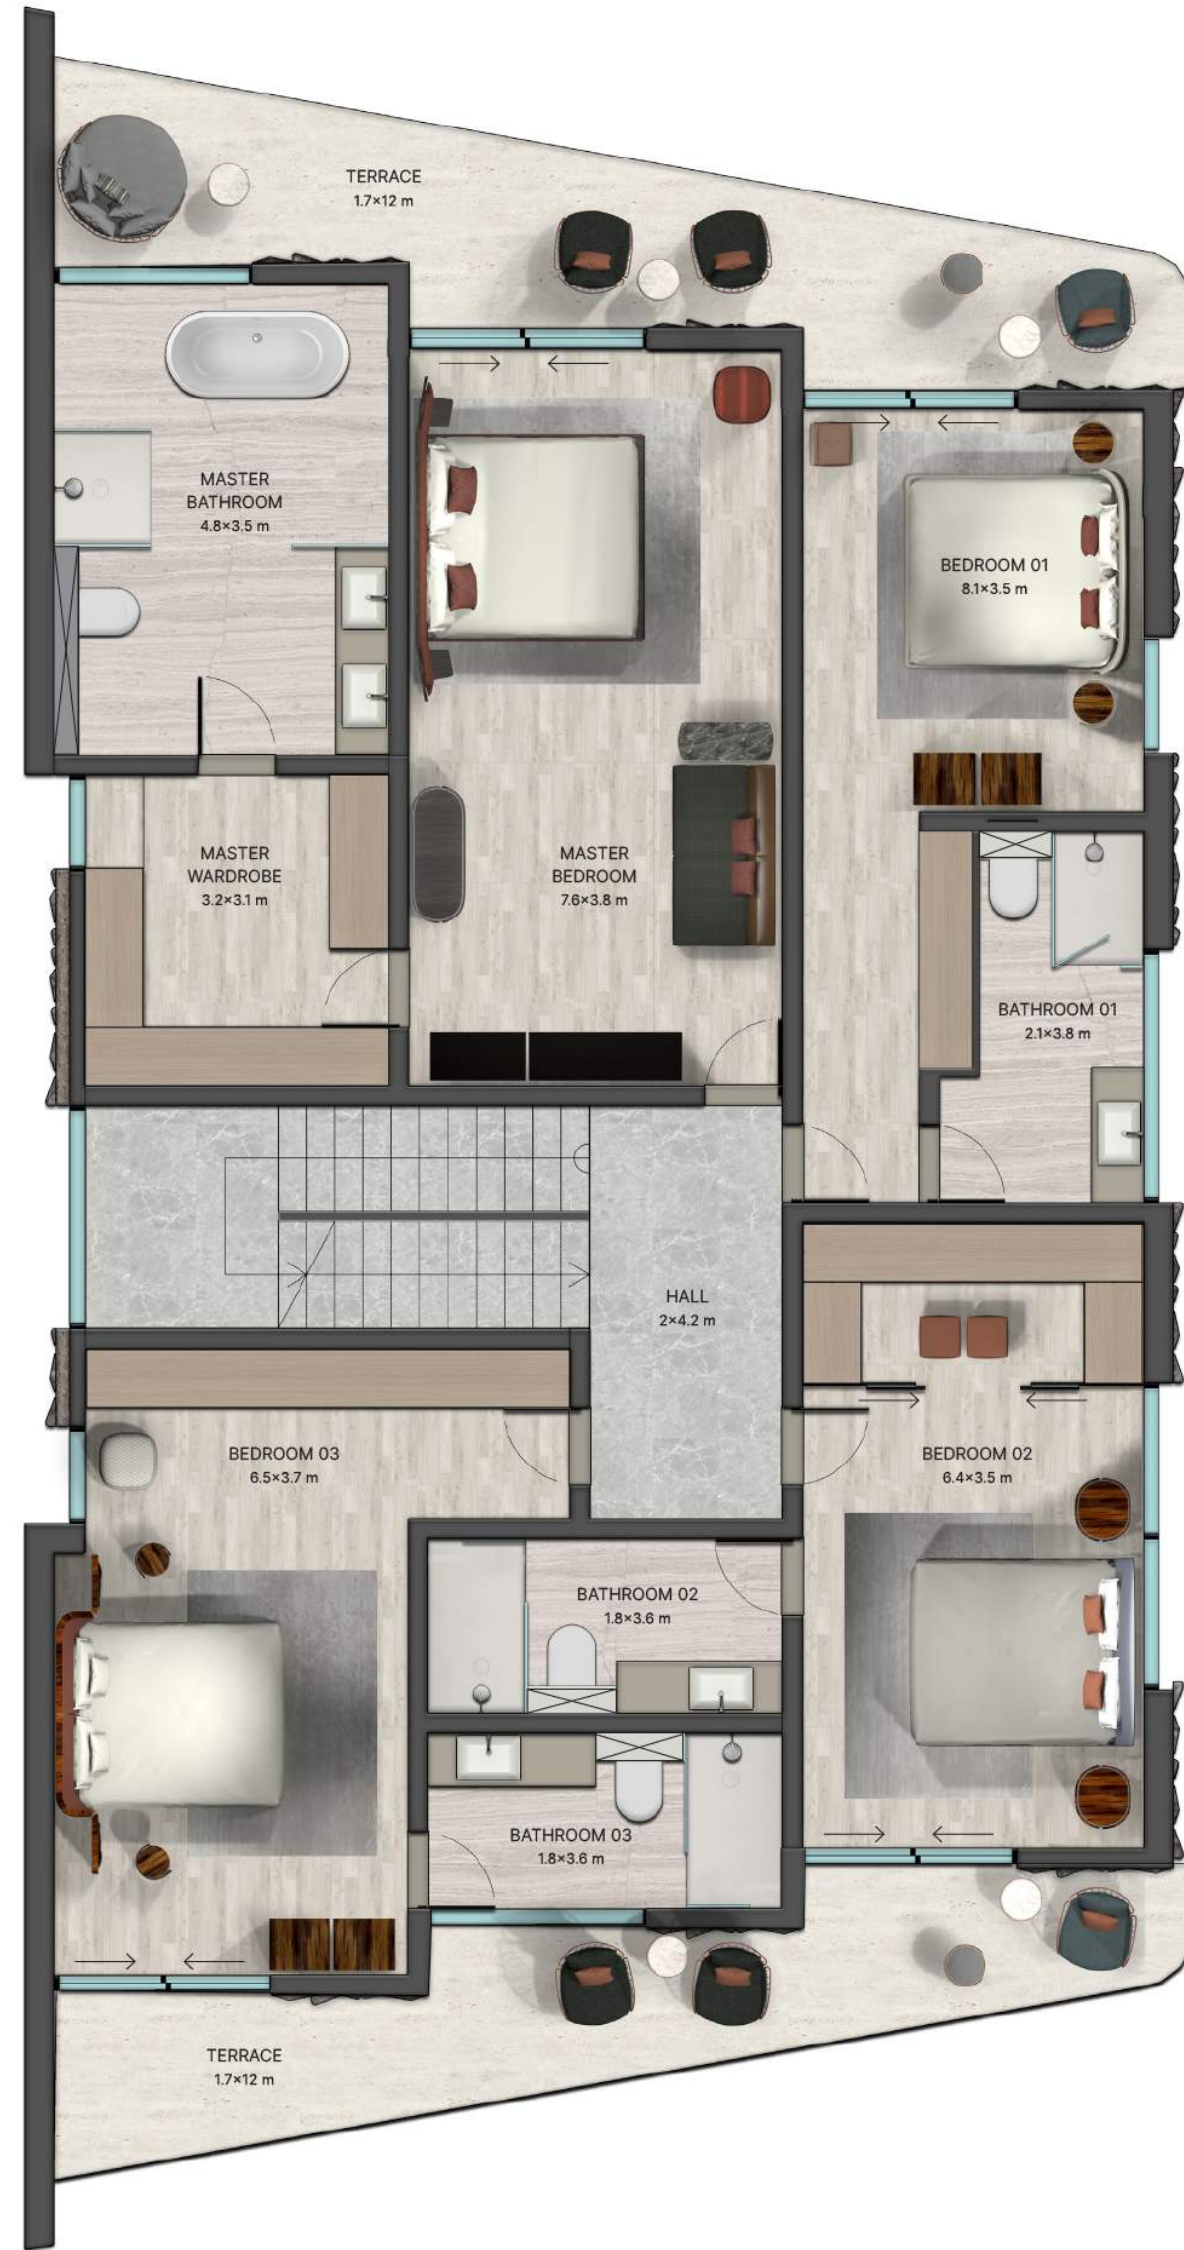 TERRACE
1.7×12 m
MASTER
BATHROOM
4.8×3.5 m
BEDROOM 01
8.1×3.5 m
MASTER
WARDROBE
3.2×3.1 m
MASTER
BEDROOM
7.6×3.8 m
BATHROOM 01
2.1×3.8 m
HALL
2×4.2 m
BEDROOM 03
6.5×3.7 m
BEDROOM 02
6.4×3.5 m
BATHROOM 02
1.8×3.6 m
BATHROOM 03
1.8×3.6 m
TERRACE
1.7×12 m